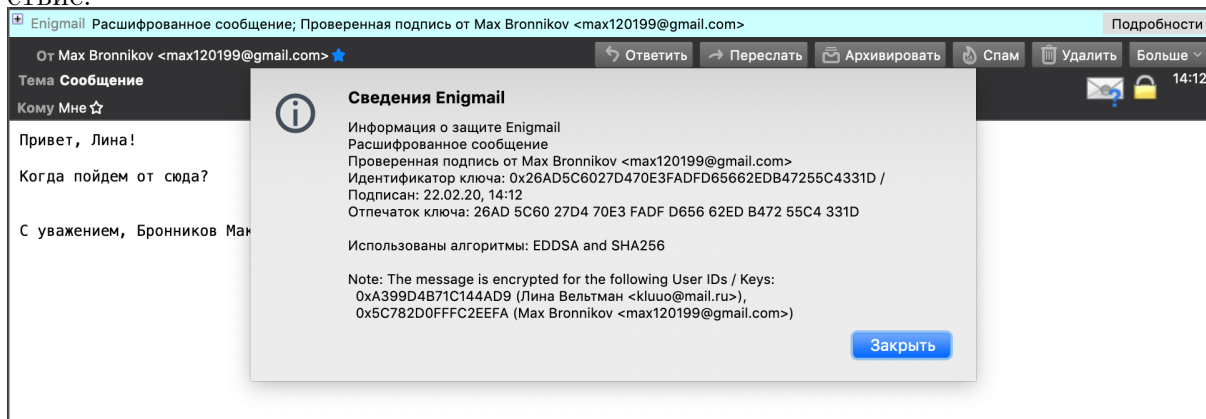 ствие.
Enigmail Расшифрованное сообщение; Проверенная подпись от Max Bronnikov <max120199@gmail.com> Подробности
От Max Bronnikov <max120199@gmail.com> Ответить Переслать Архивировать Спам Удалить Больше
Тема Сообщение 14:12
Кому Мне
Привет, Лина!
Когда пойдем от сюда?
С уважением, Бронников Мак
Сведения Enigmail
Информация о защите Enigmail
Расшифрованное сообщение
Проверенная подпись от Max Bronnikov <max120199@gmail.com>
Идентификатор ключа: 0x26AD5C6027D470E3FADFD65662EDB47255C4331D /
Подписан: 22.02.20, 14:12
Отпечаток ключа: 26AD 5C60 27D4 70E3 FADF D656 62ED B472 55C4 331D
Использованы алгоритмы: EDDSA and SHA256
Note: The message is encrypted for the following User IDs / Keys:
0xA399D4B71C144AD9 (Лина Вельтман <kluuo@mail.ru>),
0x5C782D0FFFC2EEFA (Max Bronnikov <max120199@gmail.com>)
Закрыть